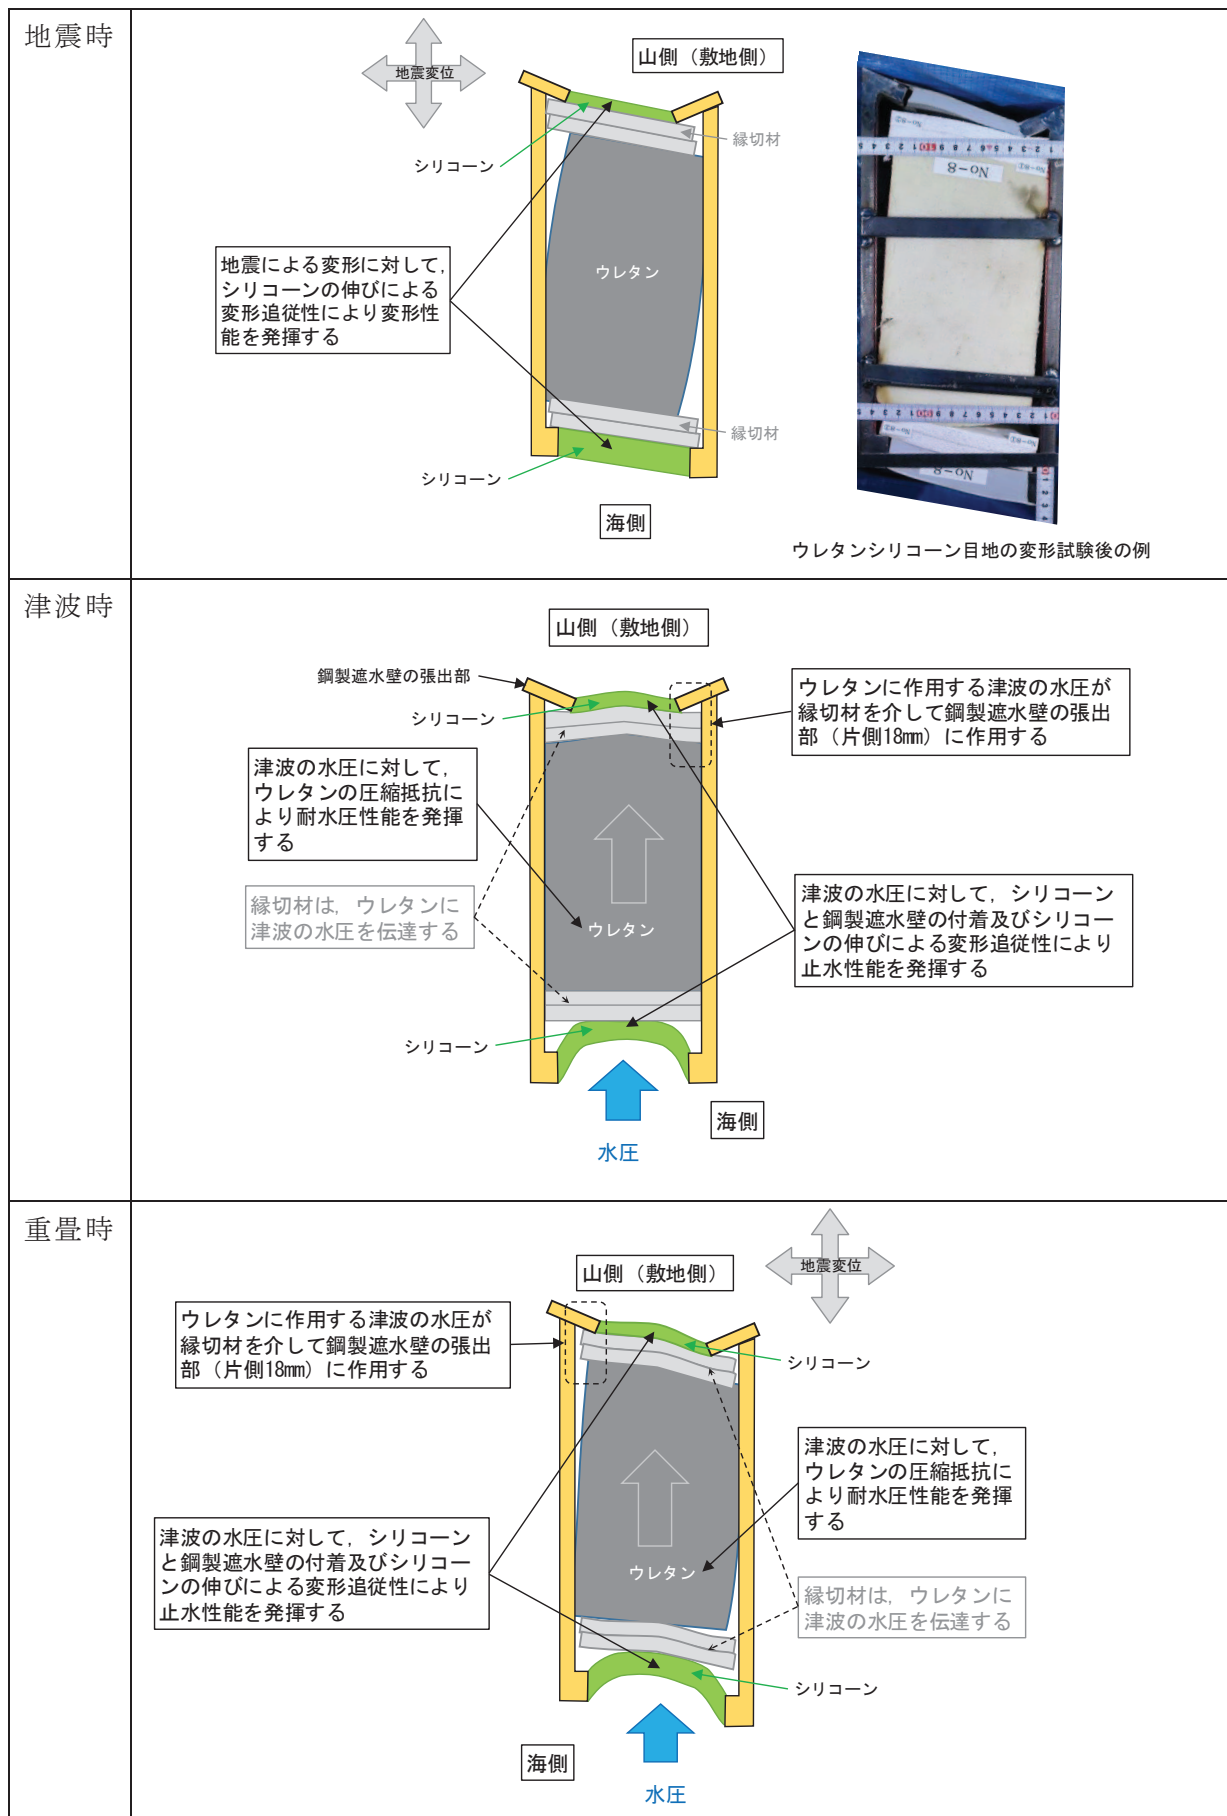 地震時
地震変位
山側（敷地側）
縁切材
シリコーン
地震による変形に対して，
シリコーンの伸びによる
変形追従性により変形性
能を発揮する
ウレタン
縁切材
シリコーン
海側
No-8
No-8
ウレタンシリコーン目地の変形試験後の例
津波時
山側（敷地側）
鋼製遮水壁の張出部
シリコーン
ウレタンに作用する津波の水圧が
縁切材を介して鋼製遮水壁の張出
部（片側18mm）に作用する
津波の水圧に対して，
ウレタンの圧縮抵抗に
より耐水圧性能を発揮
する
縁切材は，ウレタンに
津波の水圧を伝達する
ウレタン
津波の水圧に対して，シリコーン
と鋼製遮水壁の付着及びシリコー
ンの伸びによる変形追従性により
止水性能を発揮する
シリコーン
海側
水圧
重畳時
地震変位
山側（敷地側）
ウレタンに作用する津波の水圧が
縁切材を介して鋼製遮水壁の張出
部（片側18mm）に作用する
シリコーン
津波の水圧に対して，
ウレタンの圧縮抵抗に
より耐水圧性能を発揮
する
津波の水圧に対して，シリコーン
と鋼製遮水壁の付着及びシリコー
ンの伸びによる変形追従性により
止水性能を発揮する
ウレタン
縁切材は，ウレタンに
津波の水圧を伝達する
シリコーン
海側
水圧